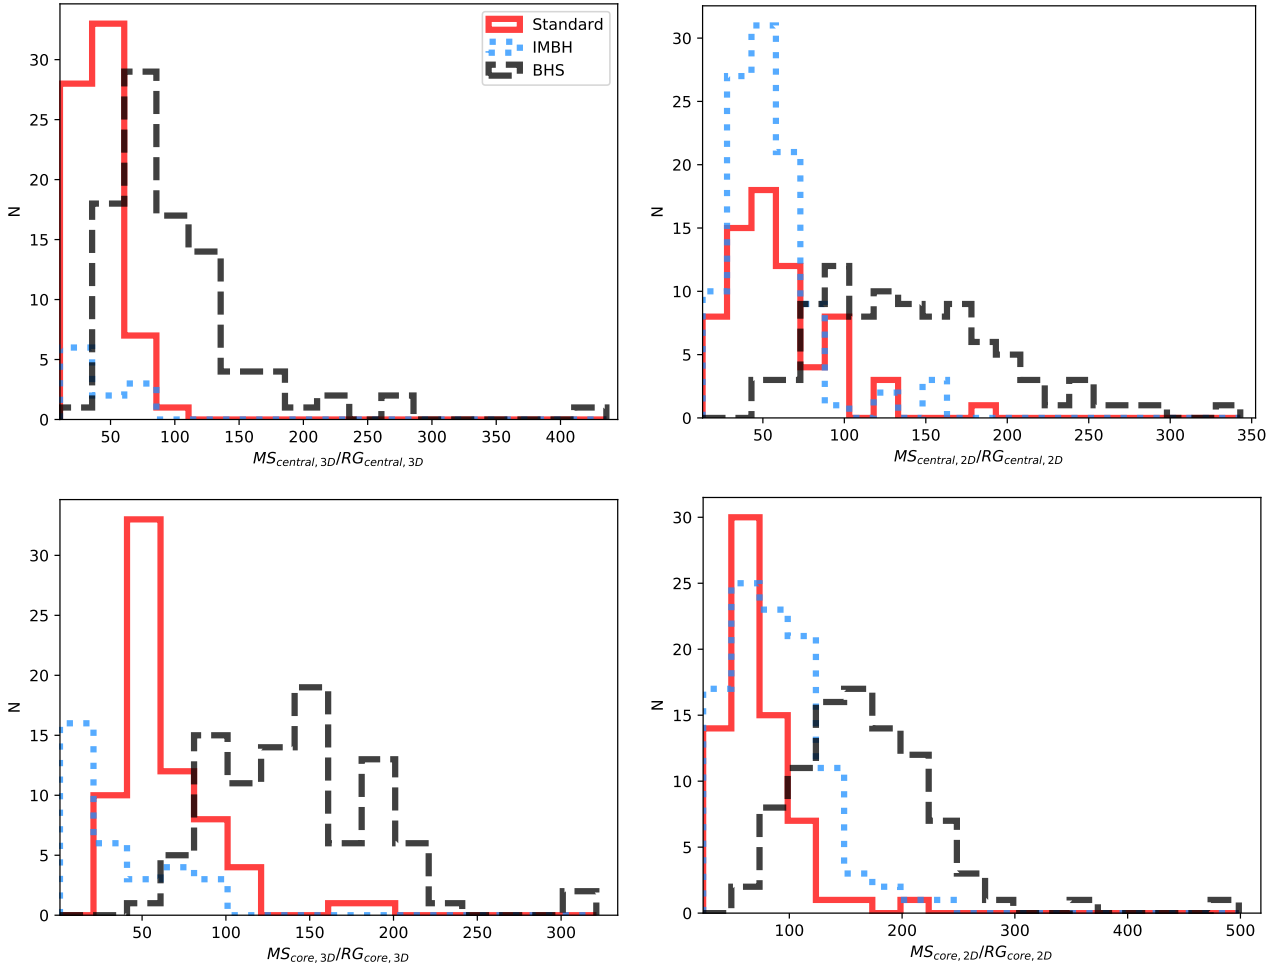 Standard
IMBH
BHS
30
25
20
15
10
5
0
N
50 100 150 200 250 300 350 400
MS_central, 3D/RG_central, 3D
30
25
20
15
10
5
0
N
50 100 150 200 250 300 350
MS_central, 2D/RG_central, 2D
30
25
20
15
10
5
0
N
50 100 150 200 250 300
MS_core, 3D/RG_core, 3D
30
25
20
15
10
5
0
N
100 200 300 400 500
MS_core, 2D/RG_core, 2D